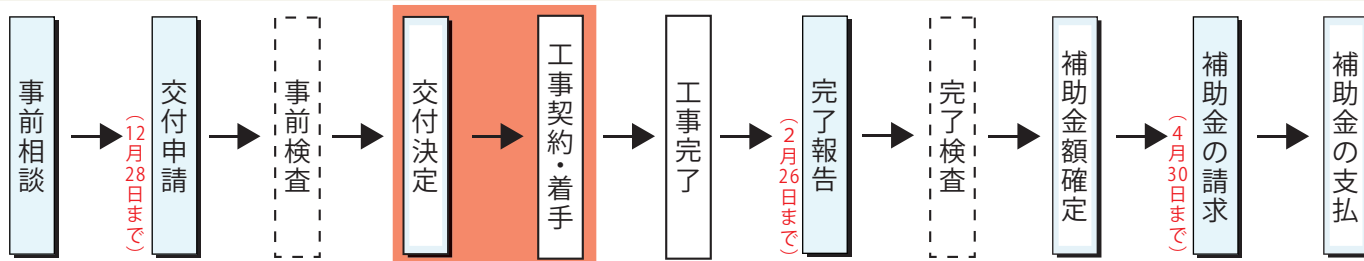 事前相談
交付申請
（12月28日まで）
事前検査
交付決定
工事契約・着手
工事完了
完了報告
（2月26日まで）
完了検査
補助金額確定
補助金の請求
（4月30日まで）
補助金の支払